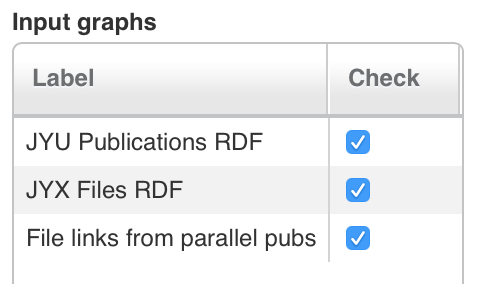 Input graphs
Label Check
JYU Publications RDF
JYX Files RDF
File links from parallel pubs